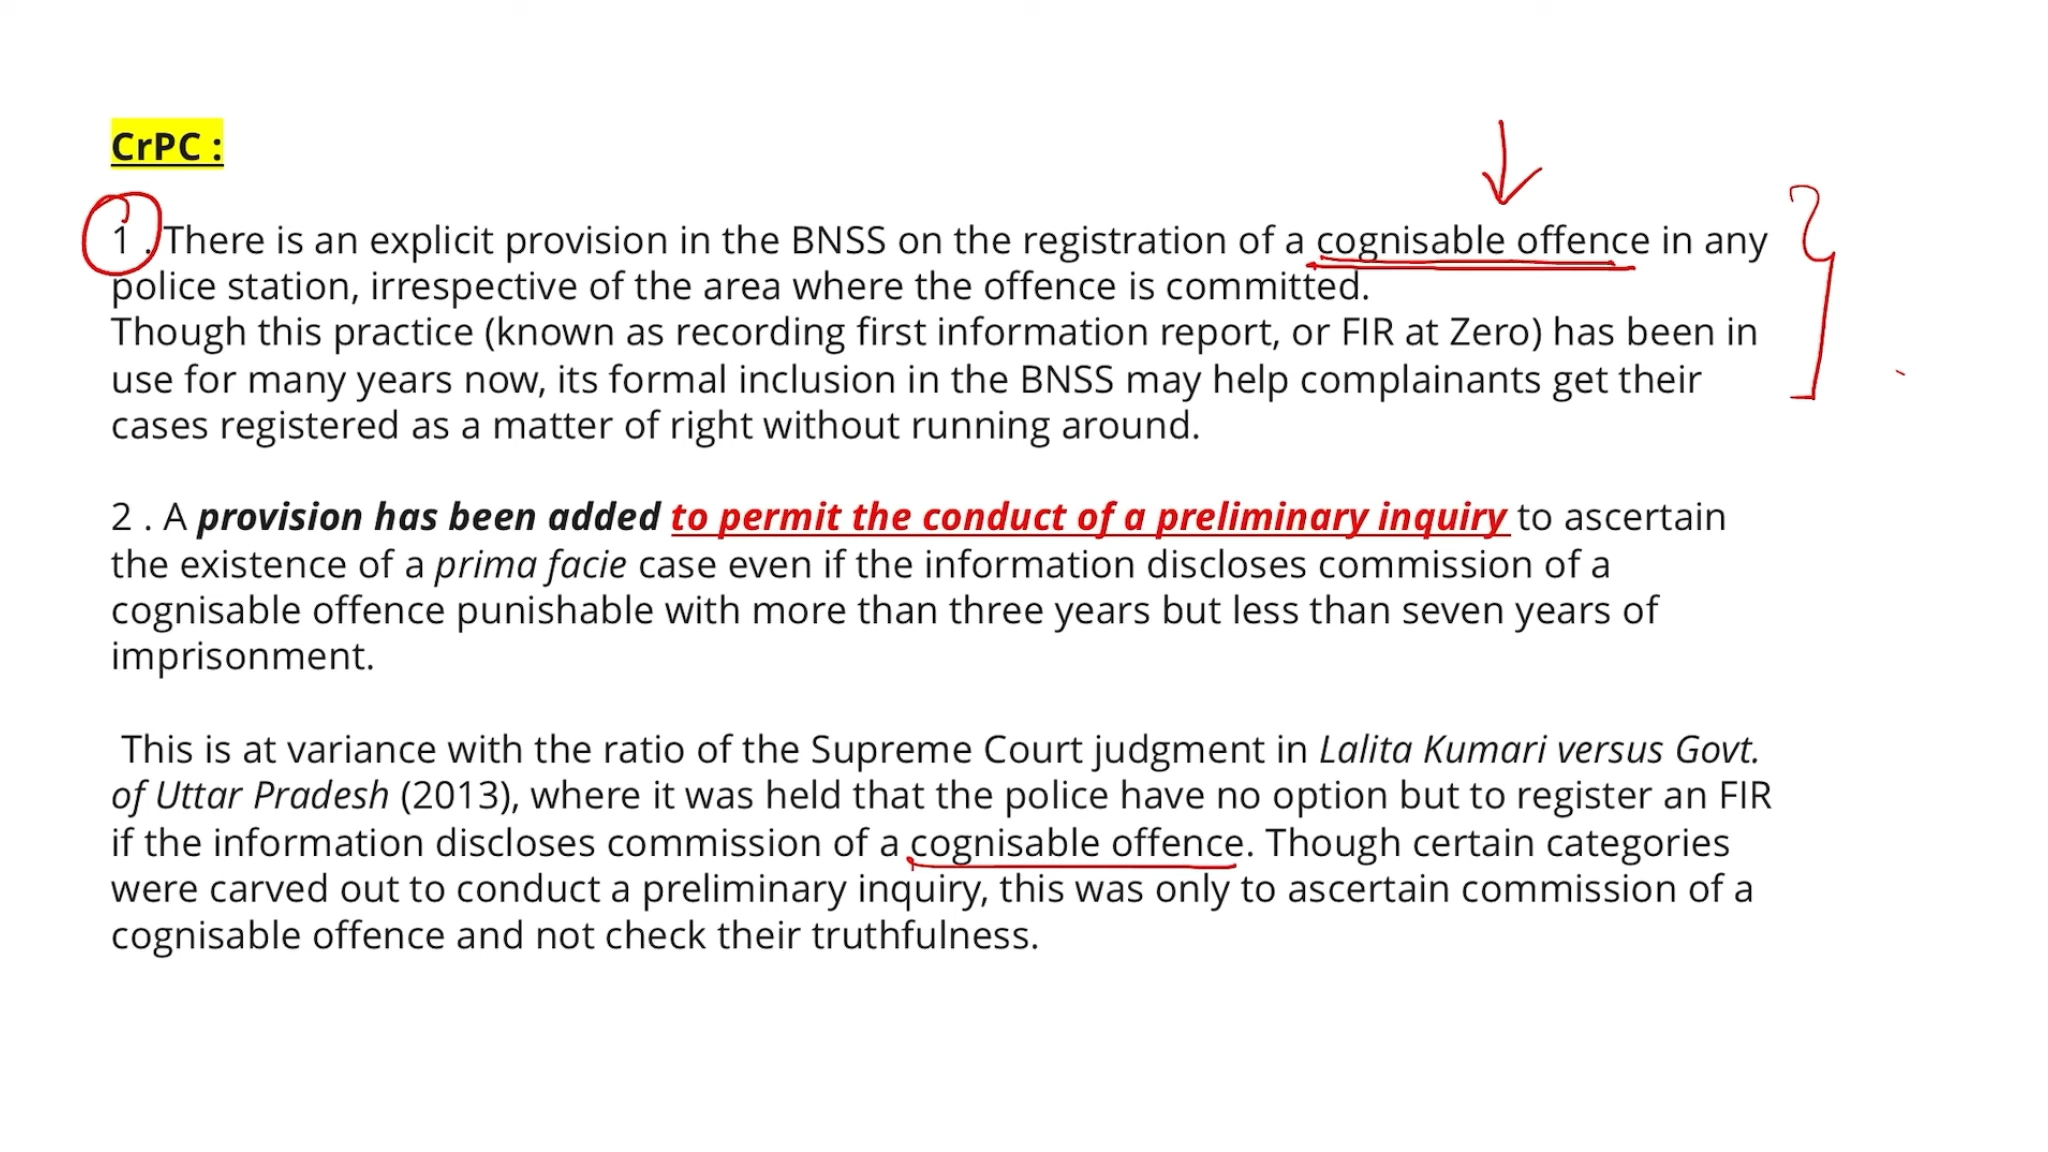 CrPC :
1 . There is an explicit provision in the BNSS on the registration of a cognisable offence in any
police station, irrespective of the area where the offence is committed.
Though this practice (known as recording first information report, or FIR at Zero) has been in
use for many years now, its formal inclusion in the BNSS may help complainants get their
cases registered as a matter of right without running around.
2 . A provision has been added to permit the conduct of a preliminary inquiry to ascertain
the existence of a prima facie case even if the information discloses commission of a
cognisable offence punishable with more than three years but less than seven years of
imprisonment.
This is at variance with the ratio of the Supreme Court judgment in Lalita Kumari versus Govt.
of Uttar Pradesh (2013), where it was held that the police have no option but to register an FIR
if the information discloses commission of a cognisable offence. Though certain categories
were carved out to conduct a preliminary inquiry, this was only to ascertain commission of a
cognisable offence and not check their truthfulness.